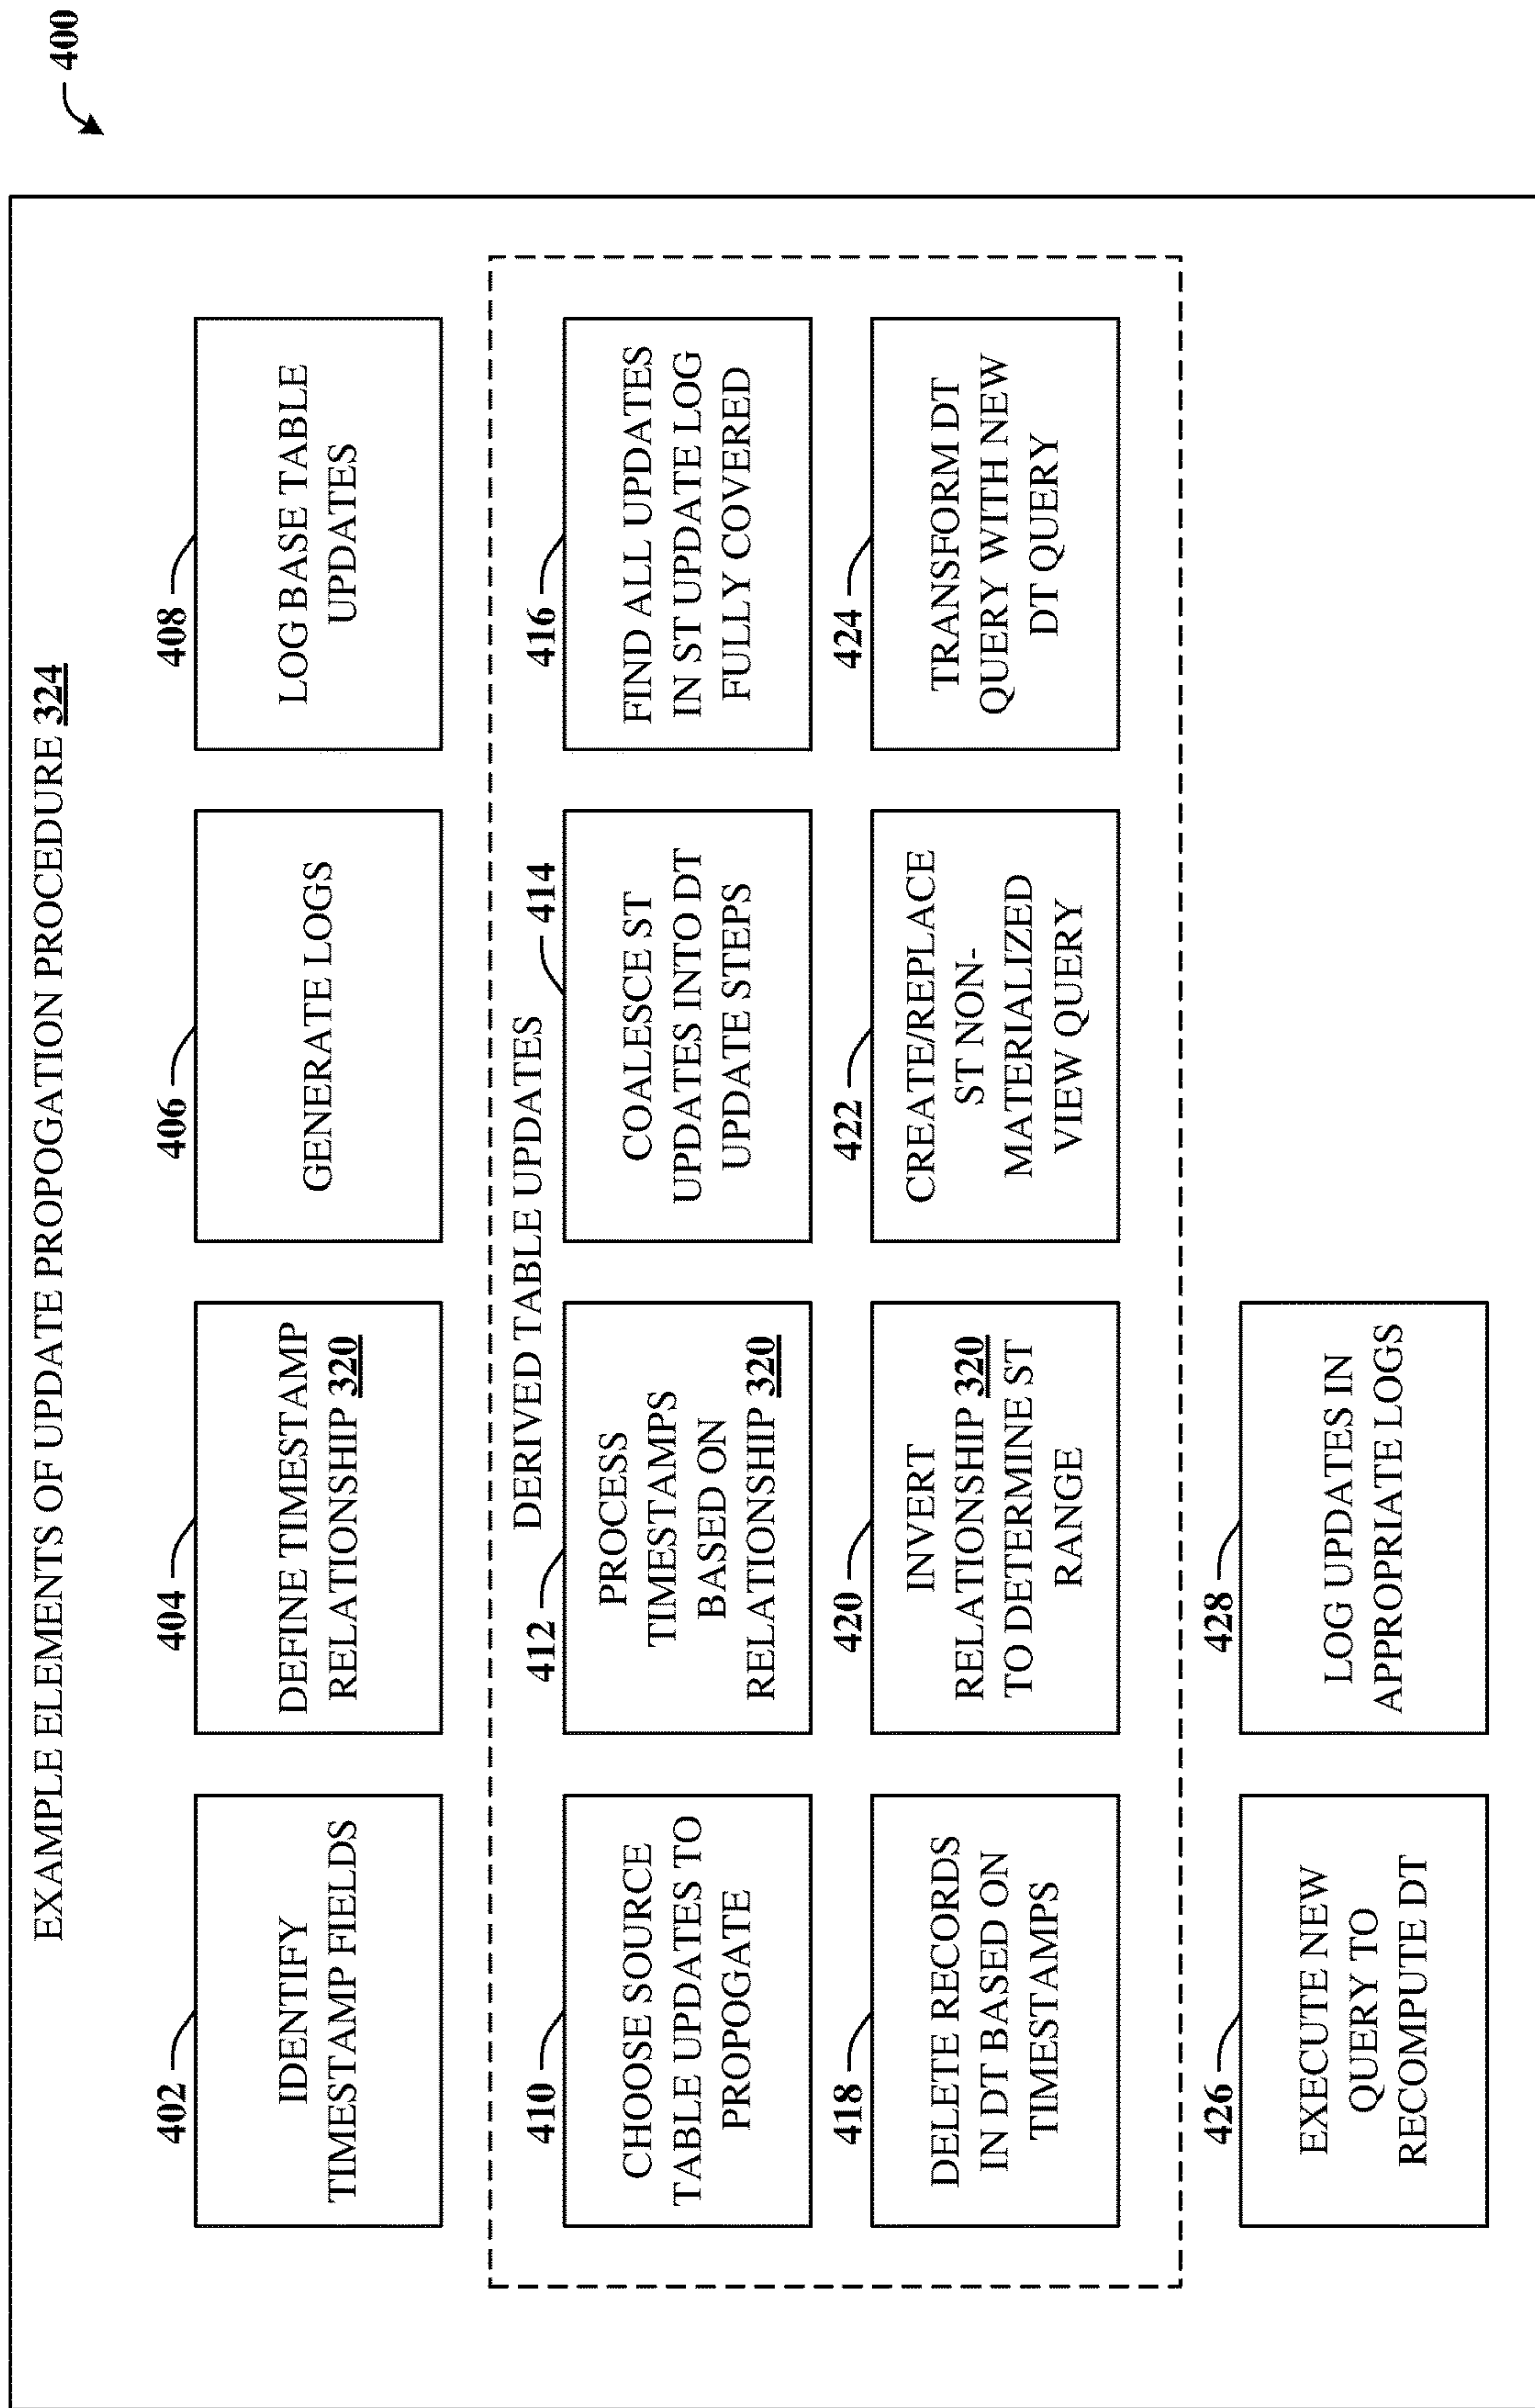 400
EXAMPLE ELEMENTS OF UPDATE PROPOGATION PROCEDURE 324
402
IDENTIFY
TIMESTAMP FIELDS
404
DEFINE TIMESTAMP
RELATIONSHIP 320
406
GENERATE LOGS
408
LOG BASE TABLE
UPDATES
DERIVED TABLE UPDATES
410
CHOOSE SOURCE
TABLE UPDATES TO
PROPOGATE
412
PROCESS
TIMESTAMPS
BASED ON
RELATIONSHIP 320
414
COALESCE ST
UPDATES INTO DT
UPDATE STEPS
416
FIND ALL UPDATES
IN ST UPDATE LOG
FULLY COVERED
418
DELETE RECORDS
IN DT BASED ON
TIMESTAMPS
420
INVERT
RELATIONSHIP 320
TO DETERMINE ST
RANGE
422
CREATE/REPLACE
ST NON-
MATERIALIZED
VIEW QUERY
424
TRANSFORM DT
QUERY WITH NEW
DT QUERY
426
EXECUTE NEW
QUERY TO
RECOMPUTE DT
428
LOG UPDATES IN
APPROPRIATE LOGS